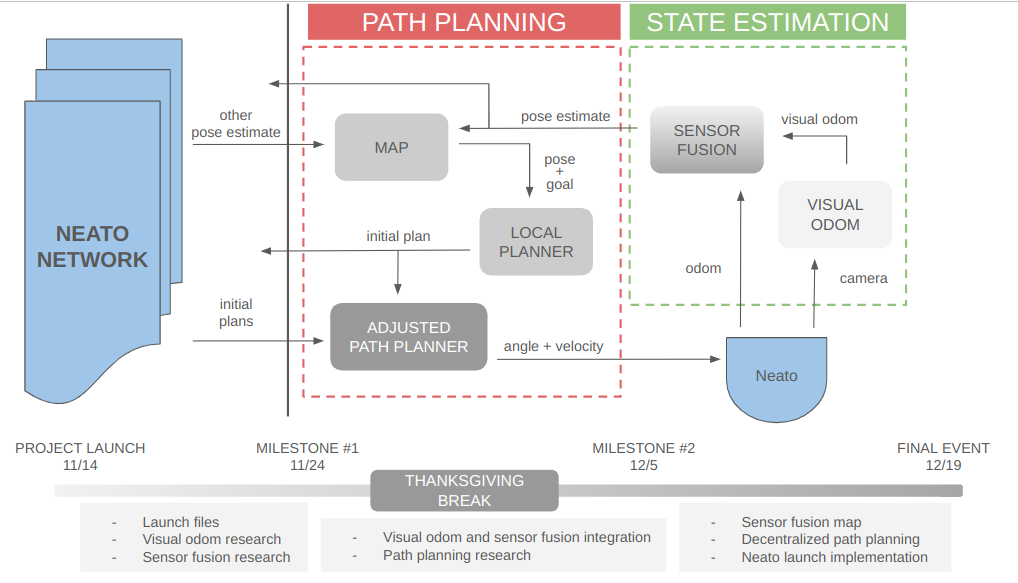 PATH PLANNING
STATE ESTIMATION
other
pose estimate
MAP
pose estimate
SENSOR
FUSION
visual odom
pose
+
goal
VISUAL
ODOM
NEATO
NETWORK
initial plan
LOCAL
PLANNER
odom
camera
initial
plans
ADJUSTED
PATH PLANNER
angle + velocity
Neato
PROJECT LAUNCH
11/14
MILESTONE #1
11/24
MILESTONE #2
12/5
FINAL EVENT
12/19
THANKSGIVING
BREAK
- Launch files
- Visual odom research
- Sensor fusion research
- Visual odom and sensor fusion integration
- Path planning research
- Sensor fusion map
- Decentralized path planning
- Neato launch implementation